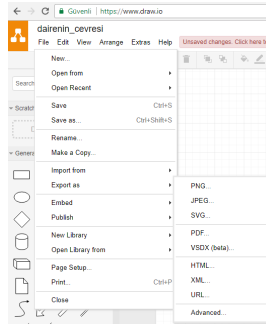 Güvenli | https://www.draw.io
dairenin_cevresi
File Edit View Arrange Extras Help Unsaved changes. Click here
New...
Open from
Open Recent
Search
Save Ctrl+S
Save as... Ctrl+Shift+S
Scratch
Rename...
Make a Copy...
Genera
Import from
Export as
PNG...
JPEG...
Embed
SVG...
Publish
PDF...
New Library
VSDX (beta)...
Open Library from
HTML...
Page Setup...
XML...
Print... Ctrl+P
URL...
Close
Advanced...